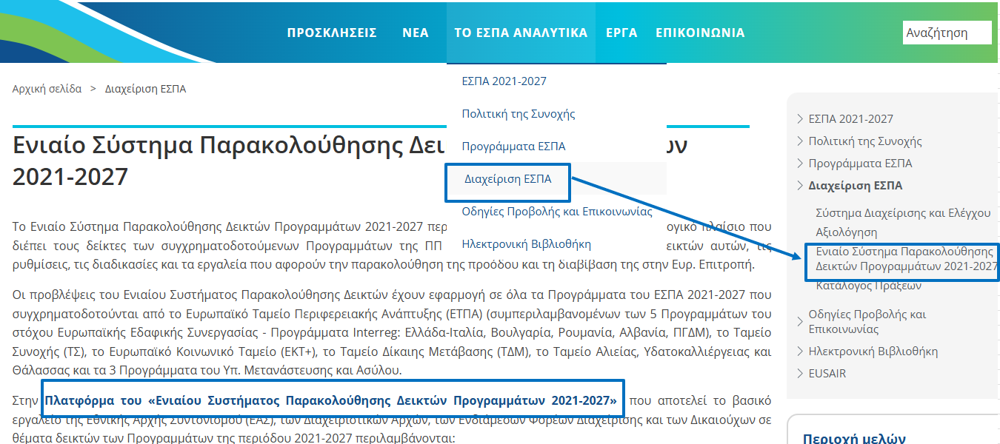 ΠΡΟΣΚΛΗΣΕΙΣ ΝΕΑ ΤΟ ΕΣΠΑ ΑΝΑΛΥΤΙΚΑ ΕΡΓΑ ΕΠΙΚΟΙΝΩΝΙΑ
Αναζήτηση
Αρχική σελίδα > Διαχείριση ΕΣΠΑ
ΕΣΠΑ 2021-2027
Πολιτική της Συνοχής
Προγράμματα ΕΣΠΑ
Διαχείριση ΕΣΠΑ
Οδηγίες Προβολής και Επικοινωνίας
Ηλεκτρονική Βιβλιοθήκη
Ενιαίο Σύστημα Παρακολούθησης
2021-2027
Το Ενιαίο Σύστημα Παρακολούθησης Δεικτών Προγραμμάτων 2021-2027 πλαίσιο που
διέπει τους δείκτες των συγχρηματοδοτούμενων Προγραμμάτων της ΠΠ αυτών, τις
ρυθμίσεις, τις διαδικασίες και τα εργαλεία που αφορούν την παρακολούθηση της προόδου και τη διαβίβαση της στην Ευρ. Επιτροπή.
Οι προβλέψεις του Ενιαίου Συστήματος Παρακολούθησης Δεικτών έχουν εφαρμογή σε όλα τα Προγράμματα του ΕΣΠΑ 2021-2027 που
συγχρηματοδοτούνται από το Ευρωπαϊκό Ταμείο Περιφερειακής Ανάπτυξης (ΕΤΠΑ) (συμπεριλαμβανομένων των 5 Προγραμμάτων του
στόχου Ευρωπαϊκής Εδαφικής Συνεργασίας - Προγράμματα Interreg: Ελλάδα-Ιταλία, Βουλγαρία, Ρουμανία, Αλβανία, ΠΓΔΜ), το Ταμείο
Συνοχής (ΤΣ), το Ευρωπαϊκό Κοινωνικό Ταμείο (ΕΚΤ+), το Ταμείο Δίκαιης Μετάβασης (ΤΔΜ), το Ταμείο Αλιείας, Υδατοκαλλιέργειας και
Θάλασσας και τα 3 Προγράμματα του Υπ. Μετανάστευσης και Ασύλου.
Στην Πλατφόρμα του «Ενιαίου Συστήματος Παρακολούθησης Δεικτών Προγραμμάτων 2021-2027» που αποτελεί το βασικό
εργαλείο της Εθνικής Αρχής Συντονισμού (ΕΑΣ), των Διαχειριστικών Αρχών, των Ενδιάμεσων Φορέων Διαχείρισης και των Δικαιούχων σε
θέματα δεικτών των Προγραμμάτων της περιόδου 2021-2027 περιλαμβάνονται:
ΕΣΠΑ 2021-2027
Πολιτική της Συνοχής
Προγράμματα ΕΣΠΑ
Διαχείριση ΕΣΠΑ
Σύστημα Διαχείρισης και Ελέγχου
Αξιολόγηση
Ενιαίο Σύστημα Παρακολούθησης
Δεικτών Προγραμμάτων 2021-2027
Κατάλογος Πράξεων
Οδηγίες Προβολής και
Επικοινωνίας
Ηλεκτρονική Βιβλιοθήκη
EUSAIR
Περιοχή μελών